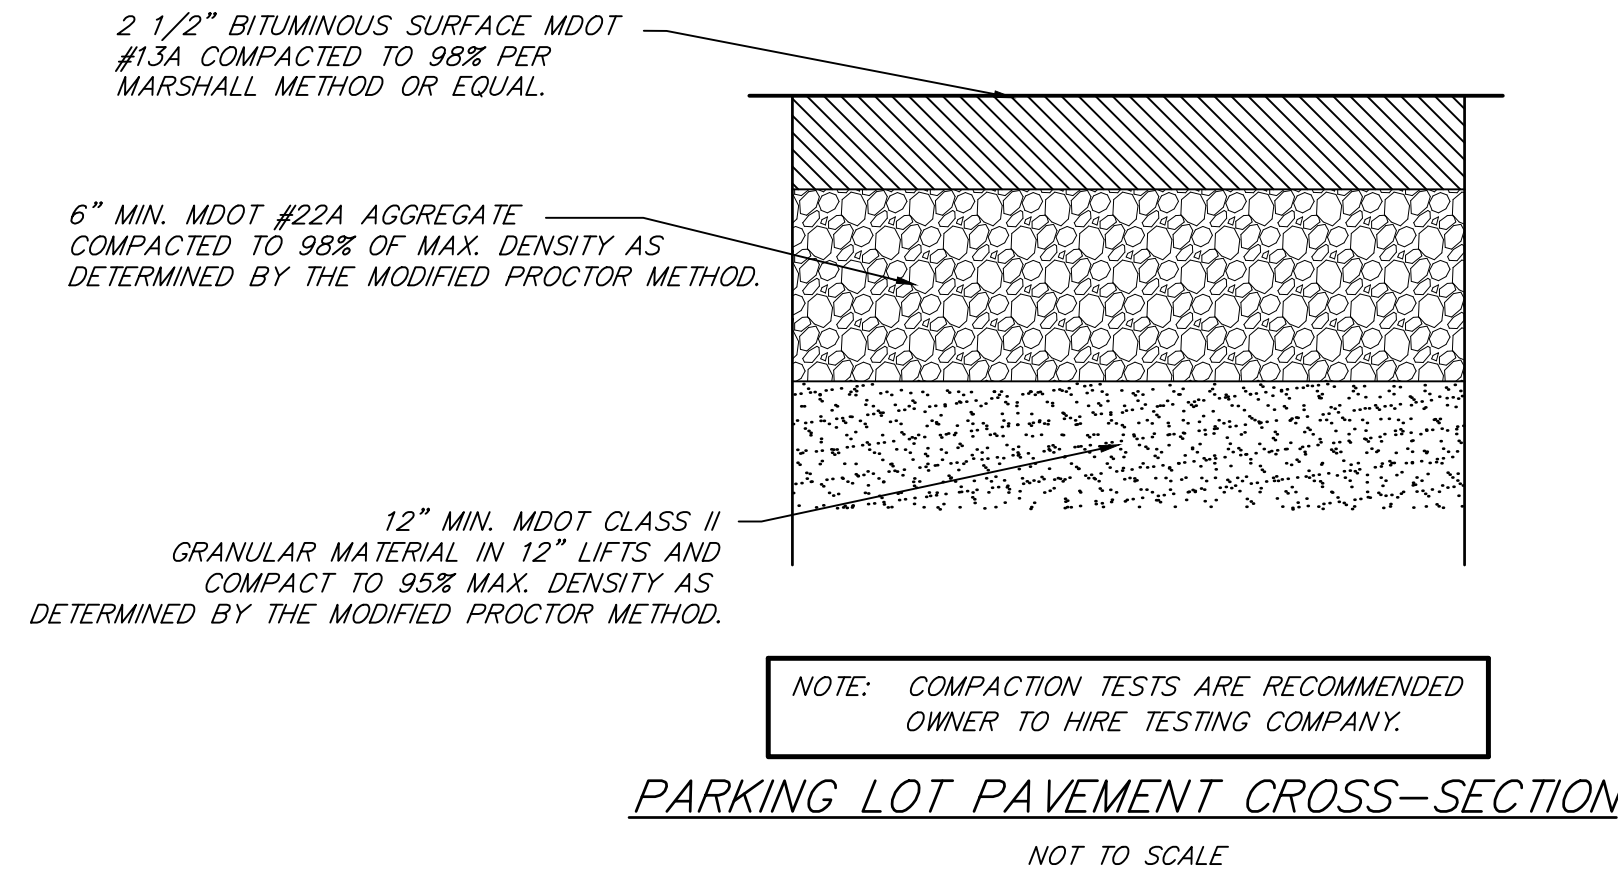 2 1/2" BITUMINOUS SURFACE MDOT
#13A COMPACTED TO 98% PER
MARSHALL METHOD OR EQUAL.
6" MIN. MDOT #22A AGGREGATE
COMPACTED TO 98% OF MAX. DENSITY AS
DETERMINED BY THE MODIFIED PROCTOR METHOD.
12" MIN. MDOT CLASS II
GRANULAR MATERIAL IN 12" LIFTS AND
COMPACT TO 95% MAX. DENSITY AS
DETERMINED BY THE MODIFIED PROCTOR METHOD.
NOTE: COMPACTION TESTS ARE RECOMMENDED
OWNER TO HIRE TESTING COMPANY.
PARKING LOT PAVEMENT CROSS-SECTION
NOT TO SCALE